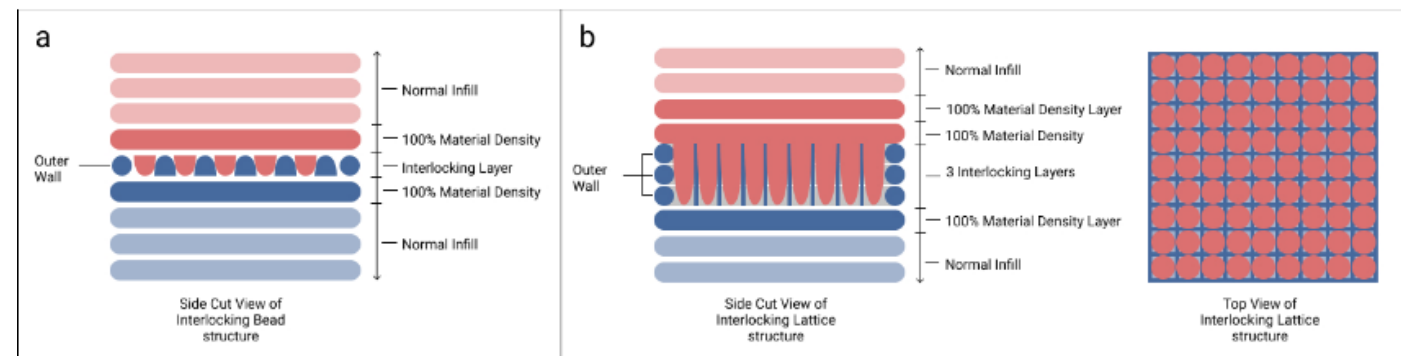 a
Normal Infill
100% Material Density
Outer
Wall
Interlocking Layer
100% Material Density
Normal Infill
Side Cut View of
Interlocking Bead
structure
b
Normal Infill
100% Material Density Layer
100% Material Density
Outer
Wall
3 Interlocking Layers
100% Material Density Layer
Normal Infill
Side Cut View of
Interlocking Lattice
structure
Top View of
Interlocking Lattice
structure